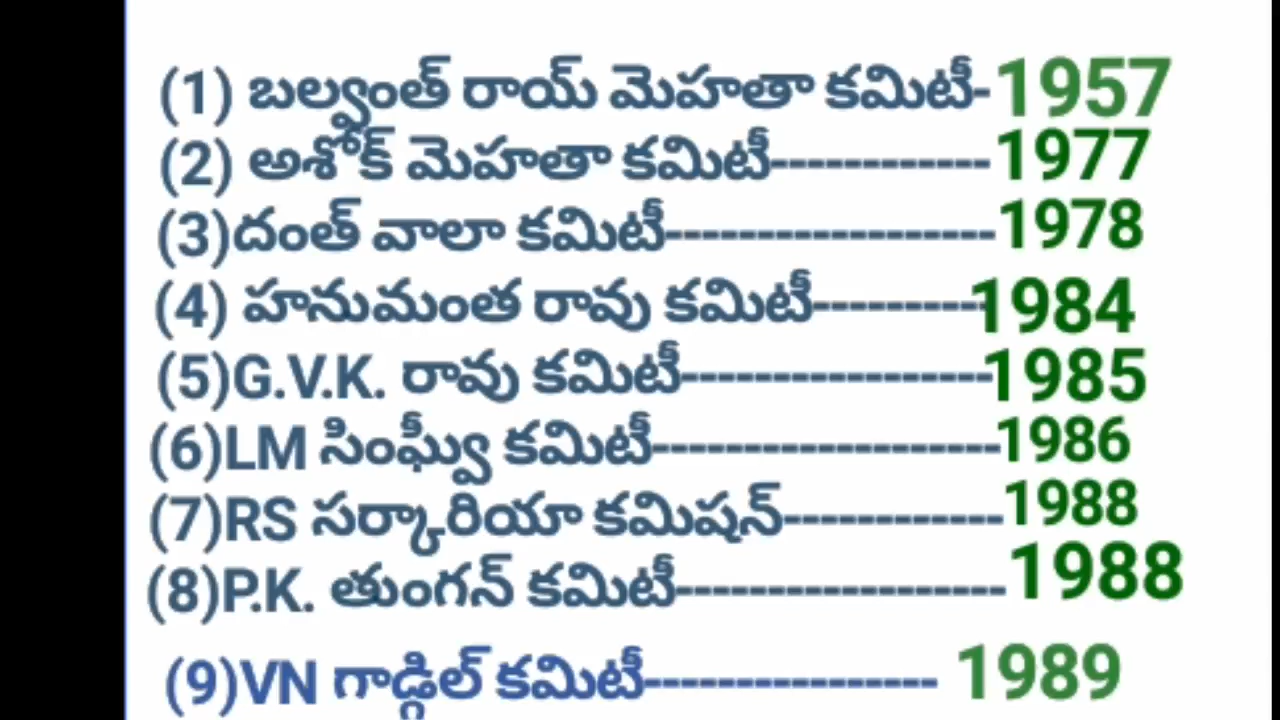 (1) బల్వంత్ రాయ్ మెహతా కమిటీ-1957
(2) అశోక్ మెహతా కమిటీ------------1977
(3)దంత్ వాలా కమిటీ------------------1978
(4) హనుమంత రావు కమిటీ---------1984
(5)G.V.K. రావు కమిటీ-----------------1985
(6)LM సింఘ్వీ కమిటీ-------------------1986
(7)RS సర్కారియా కమిషన్------------1988
(8)P.K. తుంగన్ కమిటీ------------------1988
(9)VN గాడ్గిల్ కమిటీ---------------- 1989